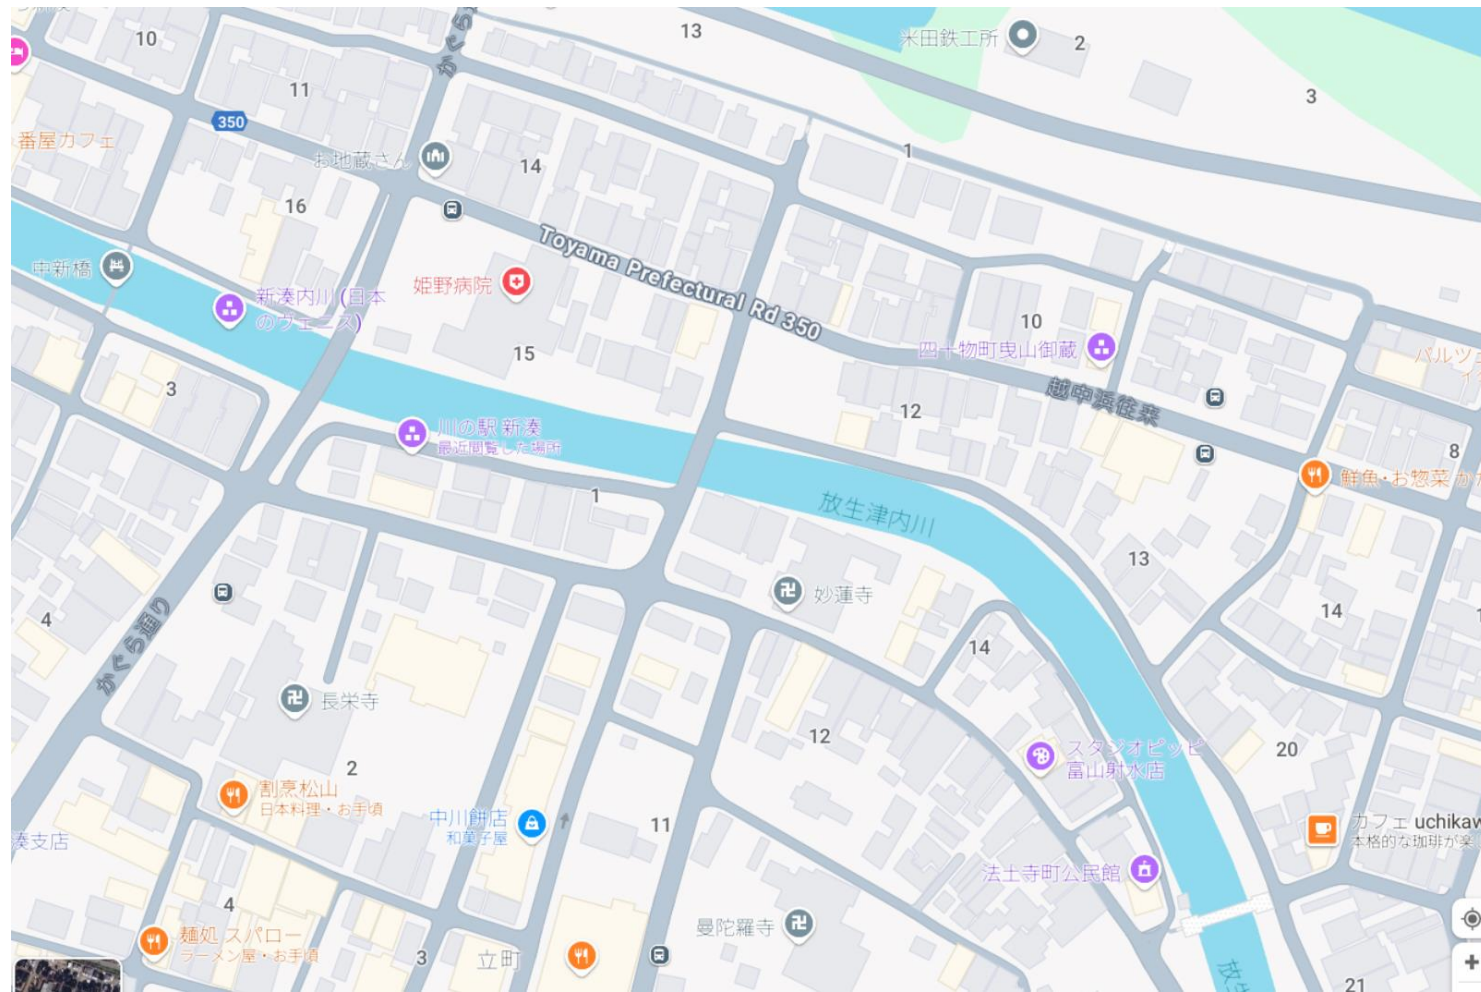 10
13
米田鉄工所
2
3
11
350
番屋カフェ
お地蔵さん
14
1
16
Toyama Prefectural Rd 350
中新橋
新湊内川 (日本
のヴェニス)
姫野病院
15
10
四十物町曳山御蔵
越中浜往来
3
川の駅 新湊
最近閲覧した場所
12
8
鮮魚・お惣菜 か
1
放生津内川
13
妙蓮寺
14
4
かぐら通り
14
長栄寺
12
スタジオピッピ
富山射水店
20
2
割烹松山
日本料理・お手頃
中川餅店
和菓子屋
11
カフェ uchikaw
本格的な珈琲が楽
湊支店
法土寺町公民館
4
曼陀羅寺
麺処 スパロー
ラーメン屋・お手頃
3
立町
放生
21